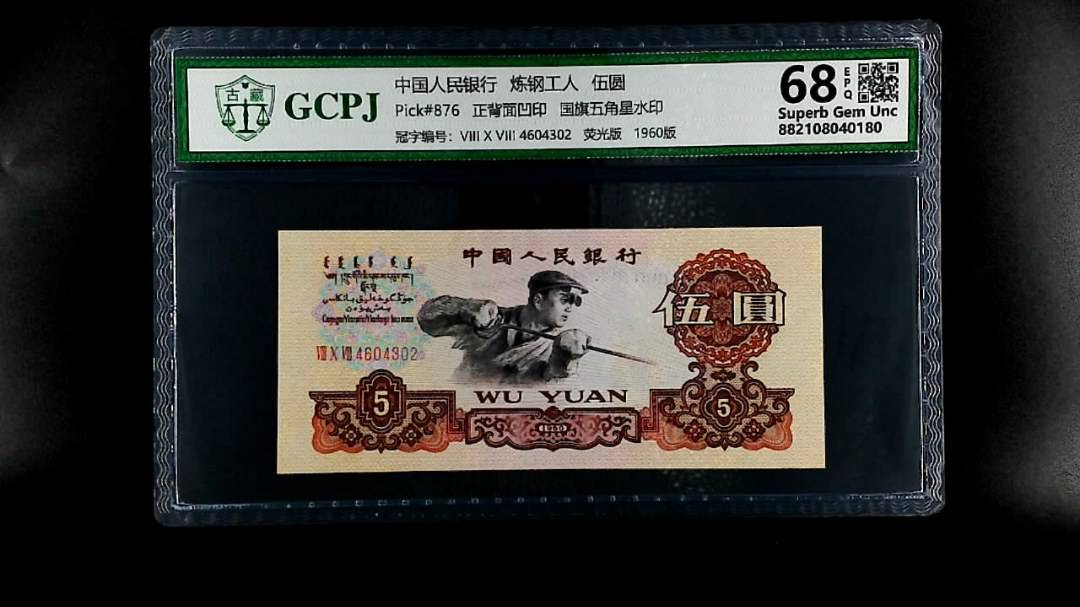 古藏
GCPJ
中国人民银行 炼钢工人 伍圆
Pick#876 正背面凹印 国旗五角星水印
冠字编号: VIII X VIII 4604302 荧光版 1960版
68 EPQ
Superb Gem Unc
882108040180
中國人民銀行
伍圓
VIII X VIII 4604302
WU YUAN
5
1960
5